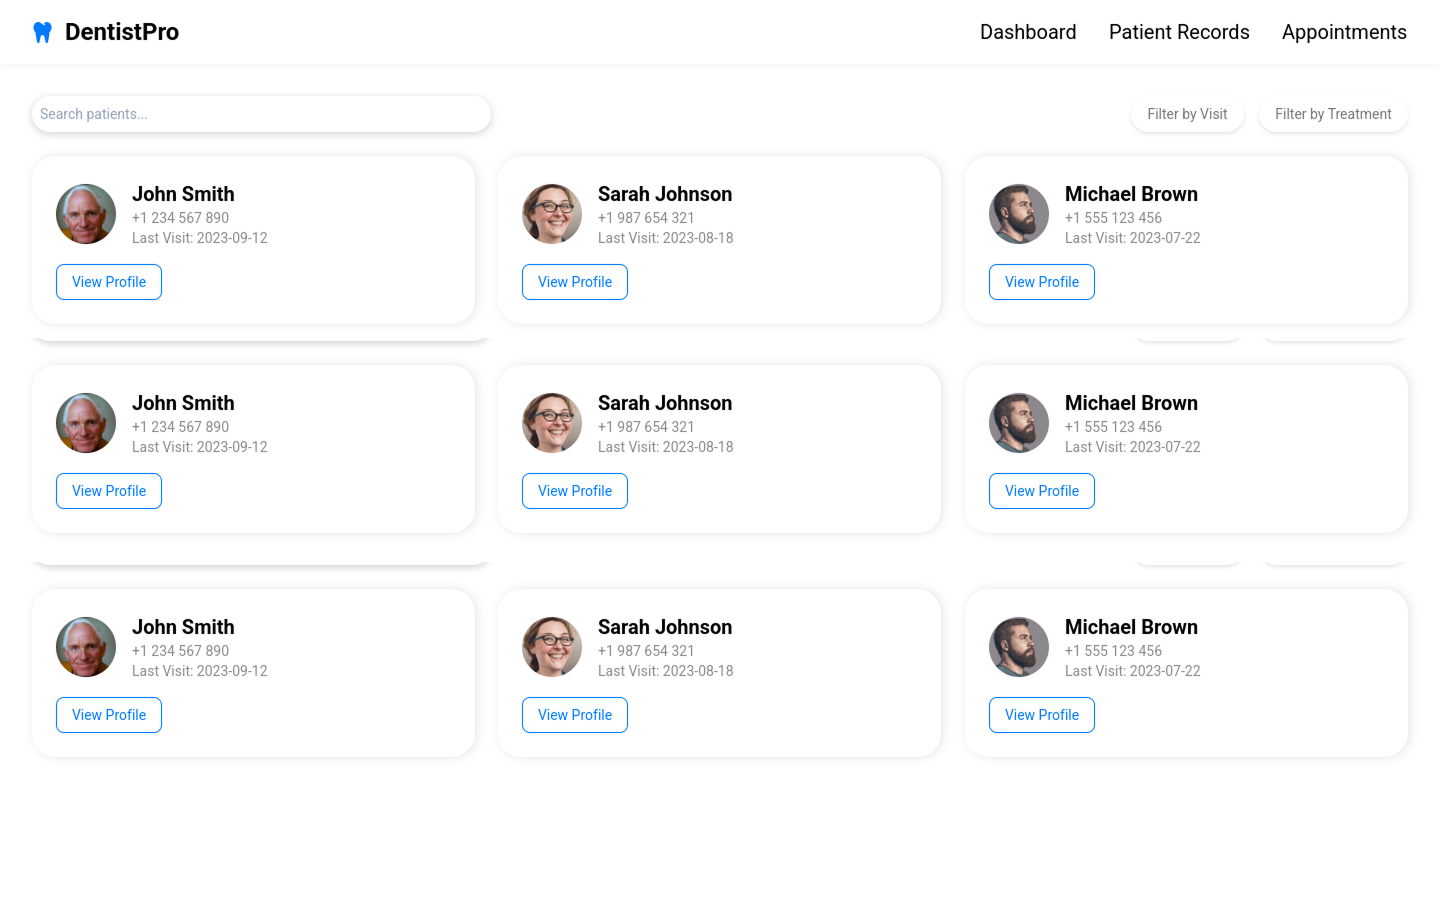 DentistPro
Dashboard Patient Records Appointments
Search patients...
Filter by Visit Filter by Treatment
John Smith
+1 234 567 890
Last Visit: 2023-09-12
View Profile
Sarah Johnson
+1 987 654 321
Last Visit: 2023-08-18
View Profile
Michael Brown
+1 555 123 456
Last Visit: 2023-07-22
View Profile
John Smith
+1 234 567 890
Last Visit: 2023-09-12
View Profile
Sarah Johnson
+1 987 654 321
Last Visit: 2023-08-18
View Profile
Michael Brown
+1 555 123 456
Last Visit: 2023-07-22
View Profile
John Smith
+1 234 567 890
Last Visit: 2023-09-12
View Profile
Sarah Johnson
+1 987 654 321
Last Visit: 2023-08-18
View Profile
Michael Brown
+1 555 123 456
Last Visit: 2023-07-22
View Profile